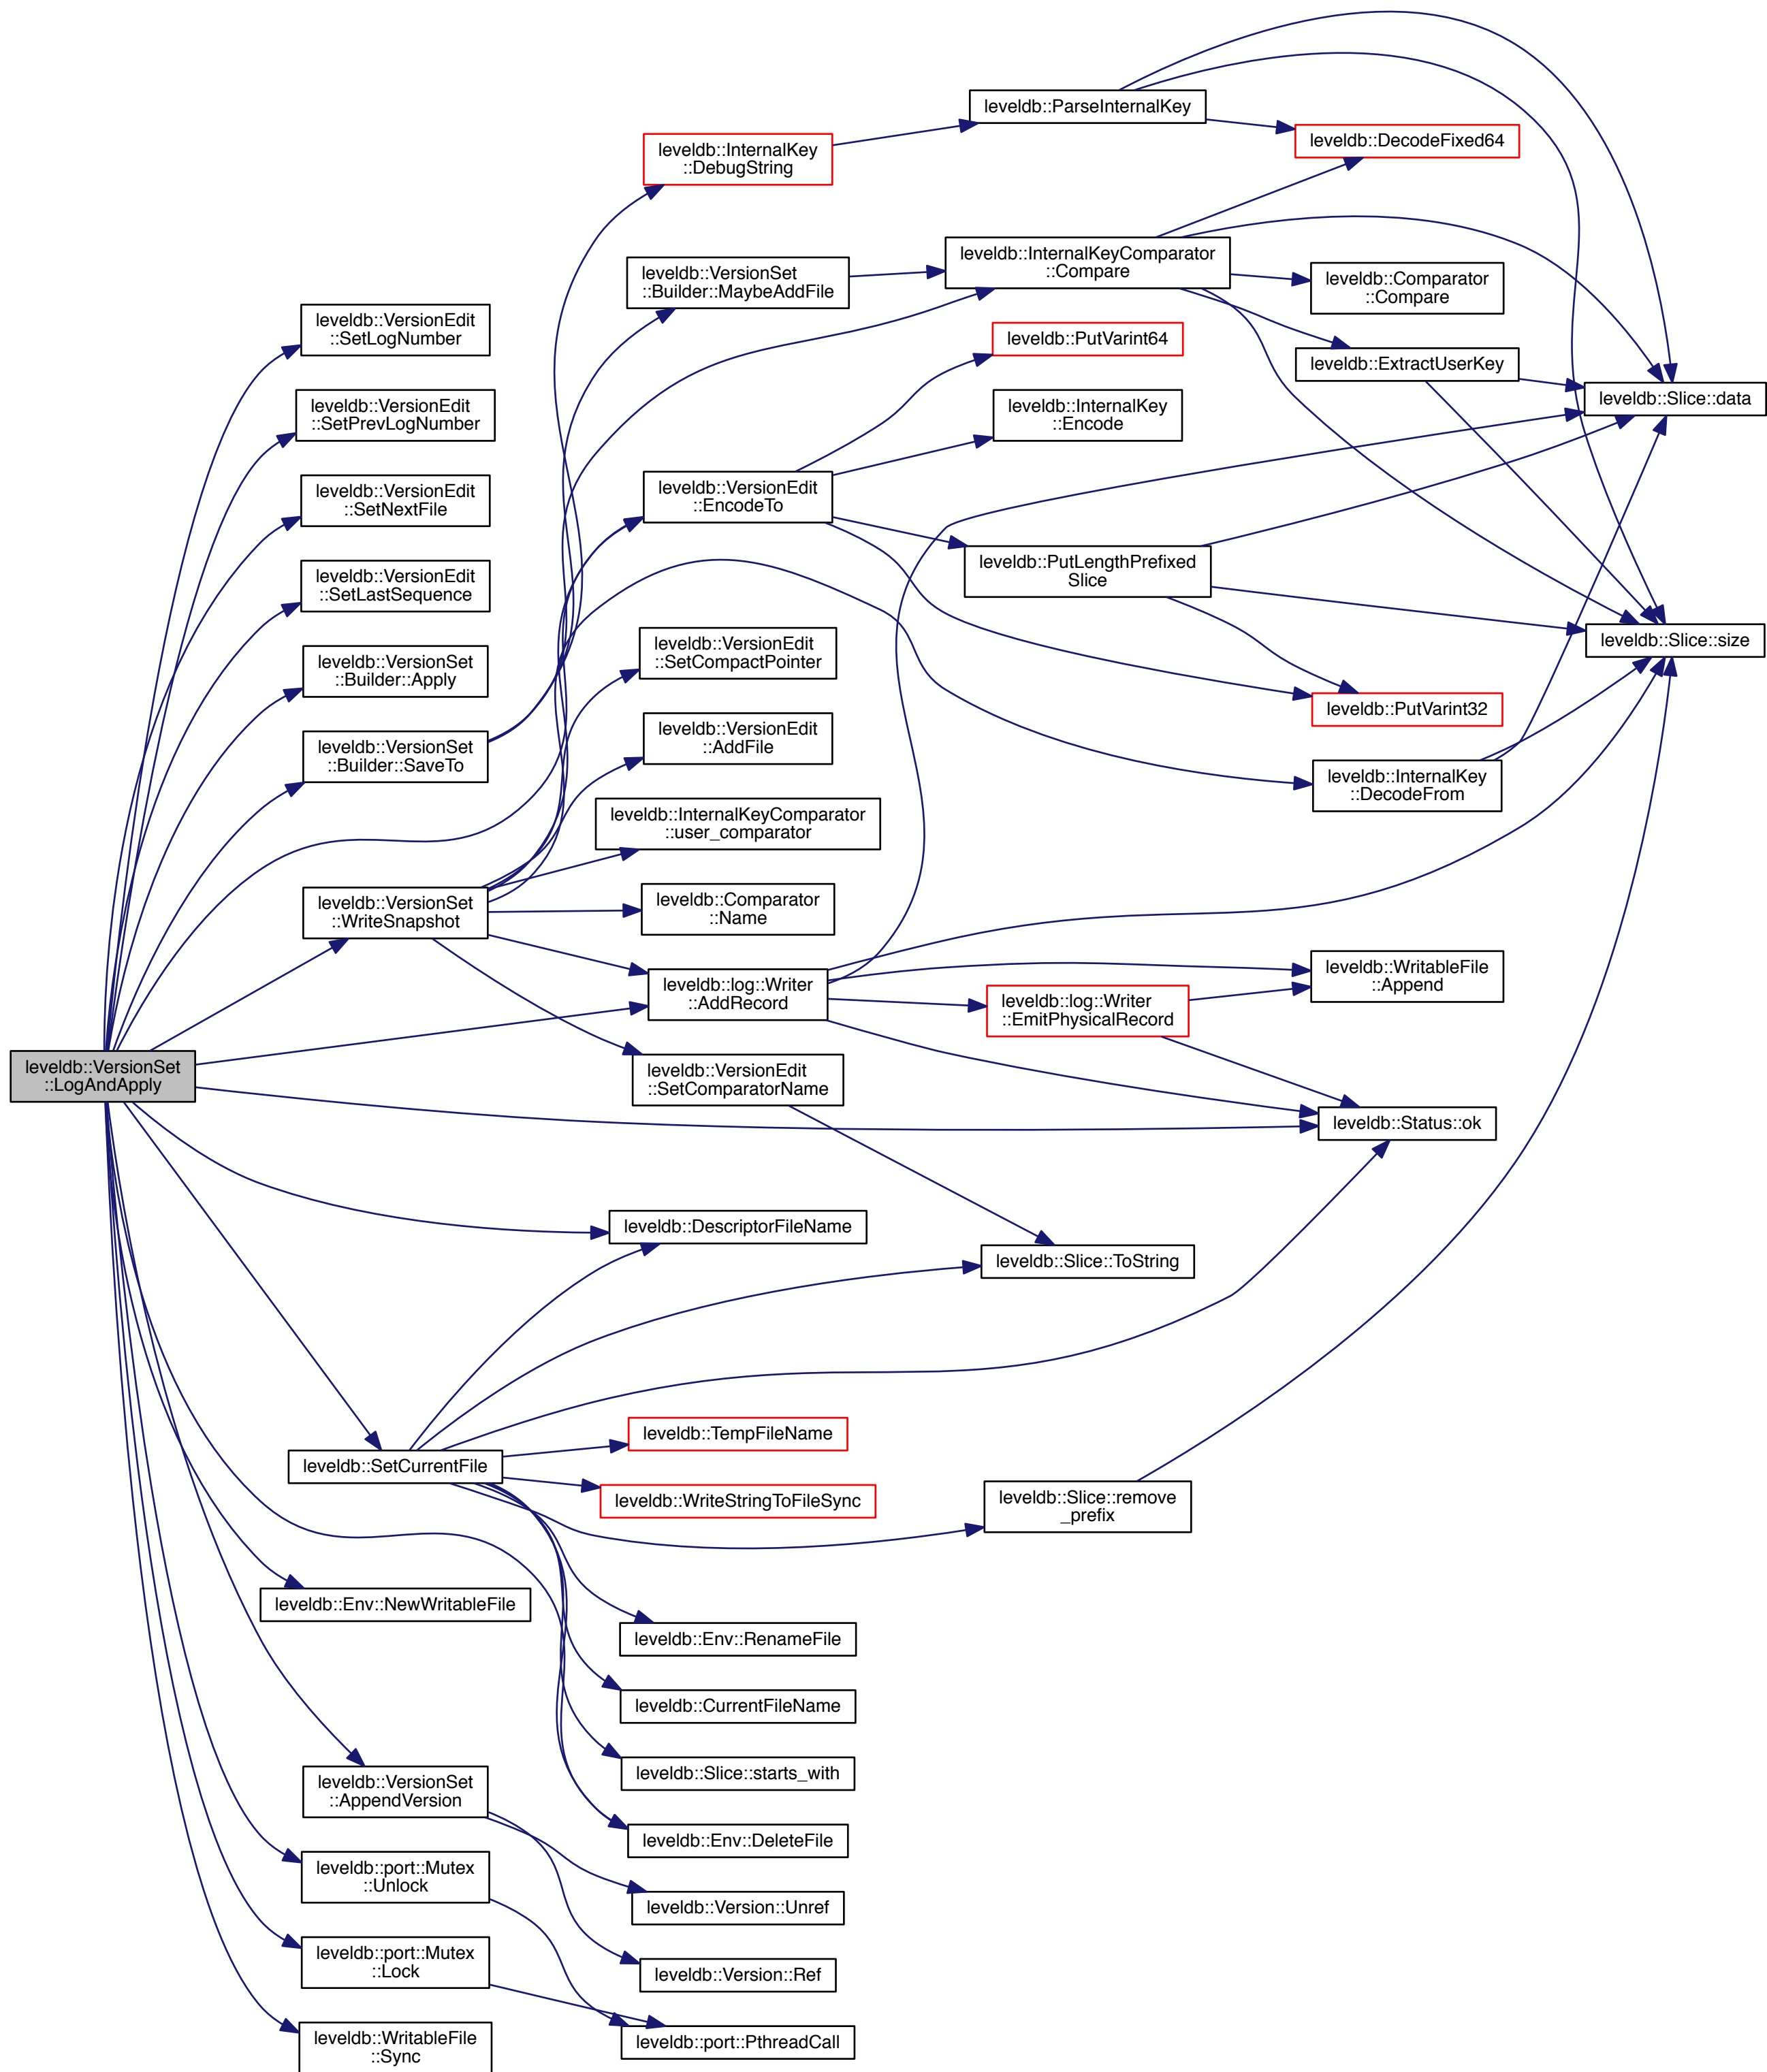 leveldb::ParseInternalKey
leveldb::DecodeFixed64
leveldb::InternalKey
::DebugString
leveldb::InternalKeyComparator
::Compare
leveldb::VersionSet
::Builder::MaybeAddFile
leveldb::Comparator
::Compare
leveldb::VersionEdit
::SetLogNumber
leveldb::PutVarint64
leveldb::ExtractUserKey
leveldb::Slice::data
leveldb::VersionEdit
::SetPrevLogNumber
leveldb::InternalKey
::Encode
leveldb::VersionEdit
::SetNextFile
leveldb::VersionEdit
::EncodeTo
leveldb::PutLengthPrefixed
Slice
leveldb::VersionEdit
::SetLastSequence
leveldb::Slice::size
leveldb::VersionEdit
::SetCompactPointer
leveldb::VersionSet
::Builder::Apply
leveldb::PutVarint32
leveldb::VersionEdit
::AddFile
leveldb::VersionSet
::Builder::SaveTo
leveldb::InternalKey
::DecodeFrom
leveldb::InternalKeyComparator
::user_comparator
leveldb::VersionSet
::WriteSnapshot
leveldb::Comparator
::Name
leveldb::WritableFile
::Append
leveldb::log::Writer
::AddRecord
leveldb::log::Writer
::EmitPhysicalRecord
leveldb::VersionSet
::LogAndApply
leveldb::VersionEdit
::SetComparatorName
leveldb::Status::ok
leveldb::DescriptorFileName
leveldb::Slice::ToString
leveldb::TempFileName
leveldb::SetCurrentFile
leveldb::WriteStringToFileSync
leveldb::Slice::remove
_prefix
leveldb::Env::NewWritableFile
leveldb::Env::RenameFile
leveldb::CurrentFileName
leveldb::Slice::starts_with
leveldb::VersionSet
::AppendVersion
leveldb::Env::DeleteFile
leveldb::port::Mutex
::Unlock
leveldb::Version::Unref
leveldb::port::Mutex
::Lock
leveldb::Version::Ref
leveldb::port::PthreadCall
leveldb::WritableFile
::Sync